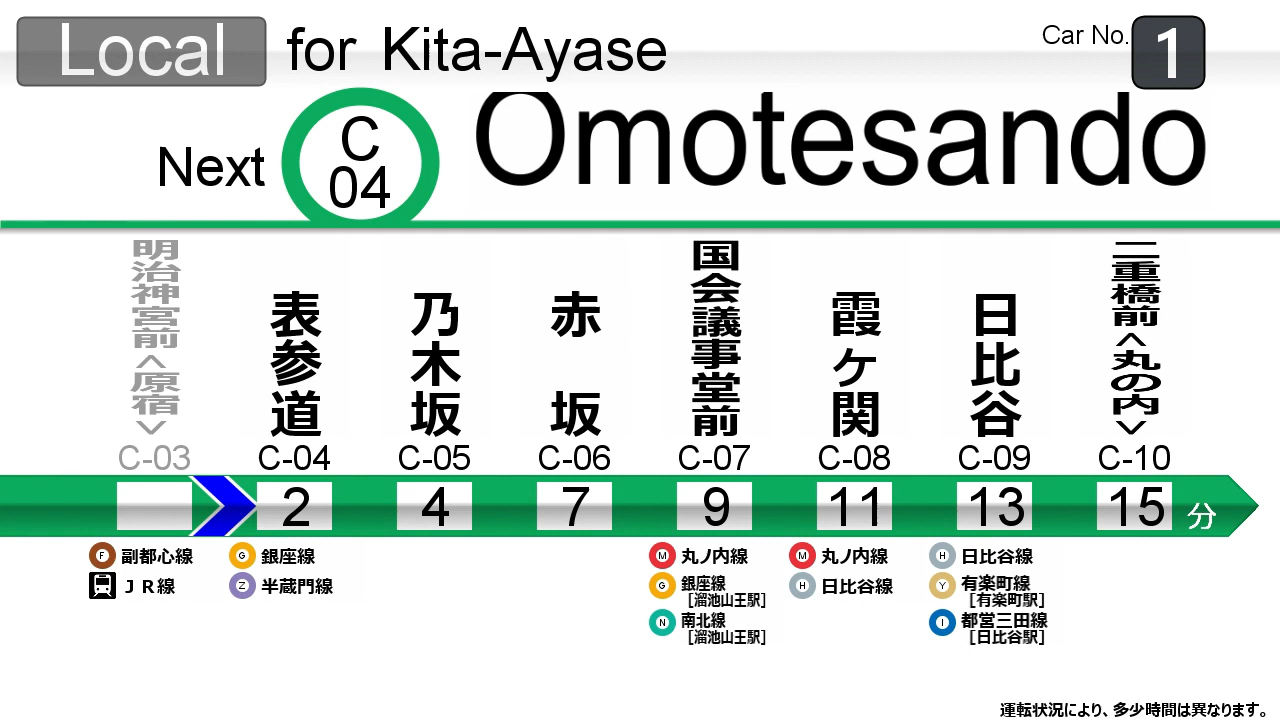 Local for Kita-Ayase
Car No. 1
Next C 04 Omotesando
明治神宮前〈原宿〉
表参道
乃木坂
赤坂
国会議事堂前
霞ケ関
日比谷
二重橋前〈丸の内〉
C-03 C-04 C-05 C-06 C-07 C-08 C-09 C-10
2 4 7 9 11 13 15 分
F 副都心線
JR線
G 銀座線
Z 半蔵門線
M 丸ノ内線
G 銀座線
[溜池山王駅]
N 南北線
[溜池山王駅]
M 丸ノ内線
H 日比谷線
H 日比谷線
Y 有楽町線
[有楽町駅]
I 都営三田線
[日比谷駅]
運転状況により、多少時間は異なります。